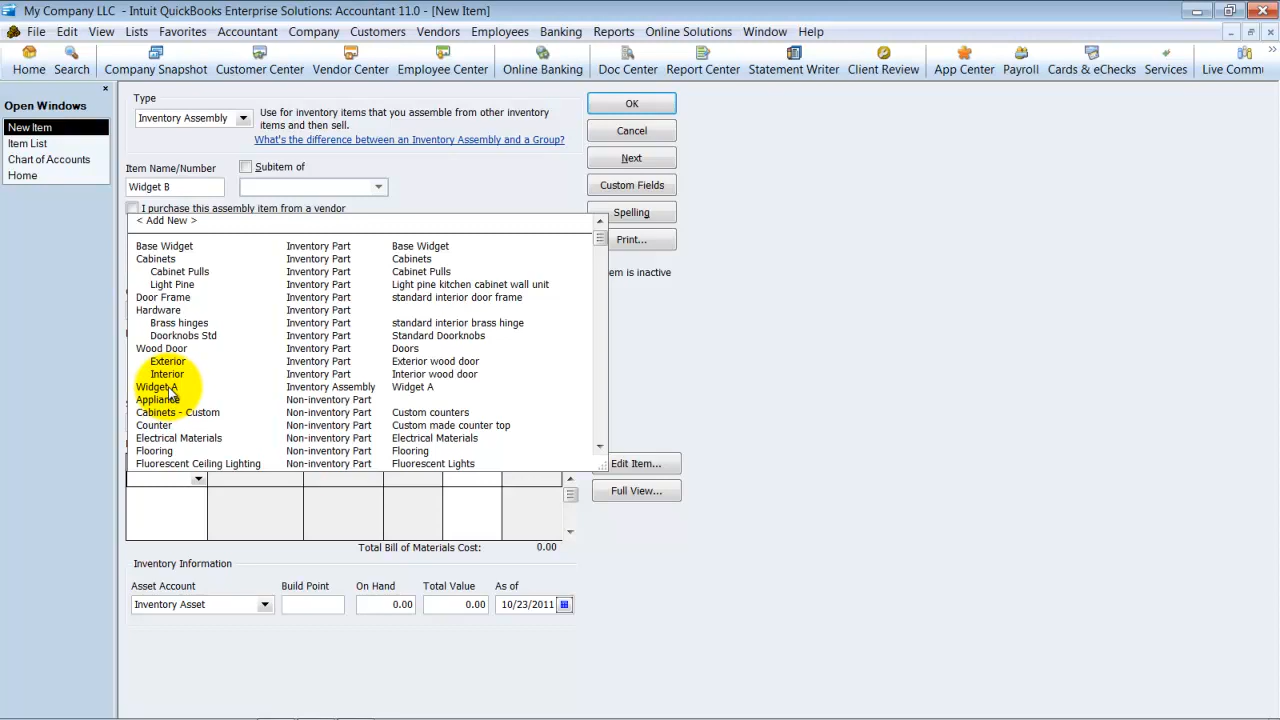 My Company LLC - Intuit QuickBooks Enterprise Solutions: Accountant 11.0 - [New Item]
File Edit View Lists Favorites Accountant Company Customers Vendors Employees Banking Reports Online Solutions Window Help
Home Search Company Snapshot Customer Center Vendor Center Employee Center Online Banking Doc Center Report Center Statement Writer Client Review App Center Payroll Cards & eChecks Services Live Commu
Open Windows
New Item
Item List
Chart of Accounts
Home
Type
Inventory Assembly
Use for inventory items that you assemble from other inventory
items and then sell.
What's the difference between an Inventory Assembly and a Group?
OK
Cancel
Next
Custom Fields
Spelling
Print...
Item Name/Number Subitem of
Widget B
I purchase this assembly item from a vendor
em is inactive
< Add New >
Base Widget Inventory Part Base Widget
Cabinets Inventory Part Cabinets
Cabinet Pulls Inventory Part Cabinet Pulls
Light Pine Inventory Part Light pine kitchen cabinet wall unit
Door Frame Inventory Part standard interior door frame
Hardware Inventory Part
Brass hinges Inventory Part standard interior brass hinge
Doorknobs Std Inventory Part Standard Doorknobs
Wood Door Inventory Part Doors
Exterior Inventory Part Exterior wood door
Interior Inventory Part Interior wood door
Widget A Inventory Assembly Widget A
Appliance Non-inventory Part
Cabinets - Custom Non-inventory Part Custom counters
Counter Non-inventory Part Custom made counter top
Electrical Materials Non-inventory Part Electrical Materials
Flooring Non-inventory Part Flooring
Fluorescent Ceiling Lighting Non-inventory Part Fluorescent Lights
Edit Item...
Full View...
Total Bill of Materials Cost: 0.00
Inventory Information
Asset Account Build Point On Hand Total Value As of
Inventory Asset 0.00 0.00 10/23/2011